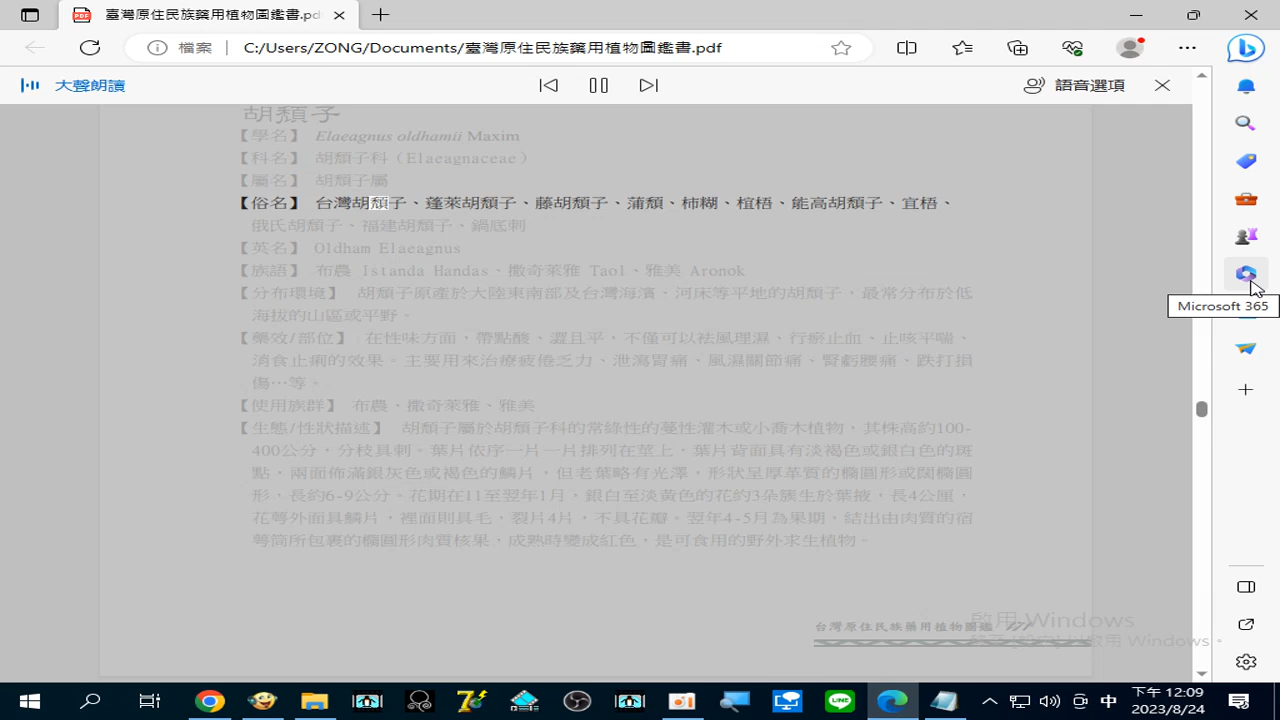 臺灣原住民族藥用植物圖鑑書.pd
檔案
C:/Users/ZONG/Documents/臺灣原住民族藥用植物圖鑑書.pdf
大聲朗讀
語音選項
胡頹子
【學名】 Elaeagnus oldhamii Maxim
【科名】 胡頹子科（Elaeagnaceae）
【屬名】 胡頹子屬
【俗名】 台灣胡頹子、蓬萊胡頹子、藤胡頹子、蒲頹、柿糊、楦梧、能高胡頹子、宜梧、
俄氏胡頹子、福建胡頹子、鍋底刺
【英名】 Oldham Elaeagnus
【族語】 布農 Istanda Handas、撒奇萊雅 Taol、雅美 Aronok
【分布環境】 胡頹子原產於大陸東南部及台灣海濱、河床等平地的胡頹子，最常分布於低
海拔的山區或平野。
【藥效/部位】 在性味方面，帶點酸、澀且平，不僅可以袪風理濕、行瘀止血、止咳平喘、
消食止痢的效果。主要用來治療疲倦乏力、泄瀉胃痛、風濕關節痛、腎虧腰痛、跌打損
傷…等。
【使用族群】 布農、撒奇萊雅、雅美
【生態/性狀描述】 胡頹子屬於胡頹子科的常綠性的蔓性灌木或小喬木植物，其株高約100-
400公分，分枝具刺。葉片依序一片一片排列在莖上，葉片背面具有淡褐色或銀白色的斑
點，兩面佈滿銀灰色或褐色的鱗片，但老葉略有光澤，形狀呈厚革質的橢圓形或闊橢圓
形，長約6-9公分。花期在11至翌年1月，銀白至淡黃色的花約3朵簇生於葉掖，長4公厘，
花萼外面具鱗片，裡面則具毛，裂片4片，不具花瓣。翌年4-5月為果期，結出由肉質的宿
萼筒所包裹的橢圓形肉質核果，成熟時變成紅色，是可食用的野外求生植物。
台灣原住民族藥用植物圖鑑
啟用 Windows
啟用 Windows。
Microsoft 365
中
下午 12:09
2023/8/24